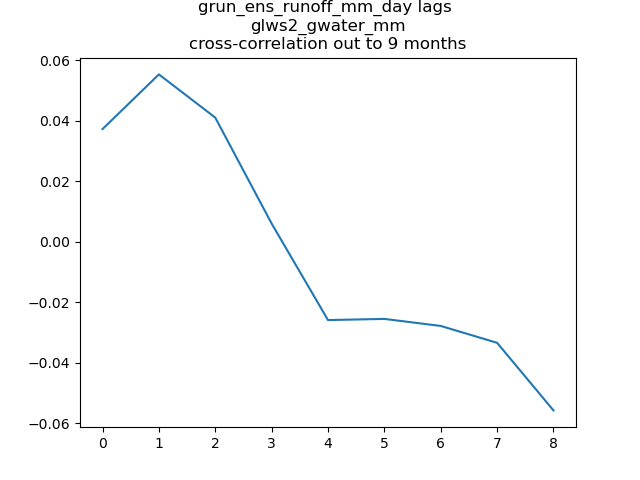 grun_ens_runoff_mm_day lags
glws2_gwater_mm
cross-correlation out to 9 months
0.06
0.04
0.02
0.00
−0.02
−0.04
−0.06
0 1 2 3 4 5 6 7 8